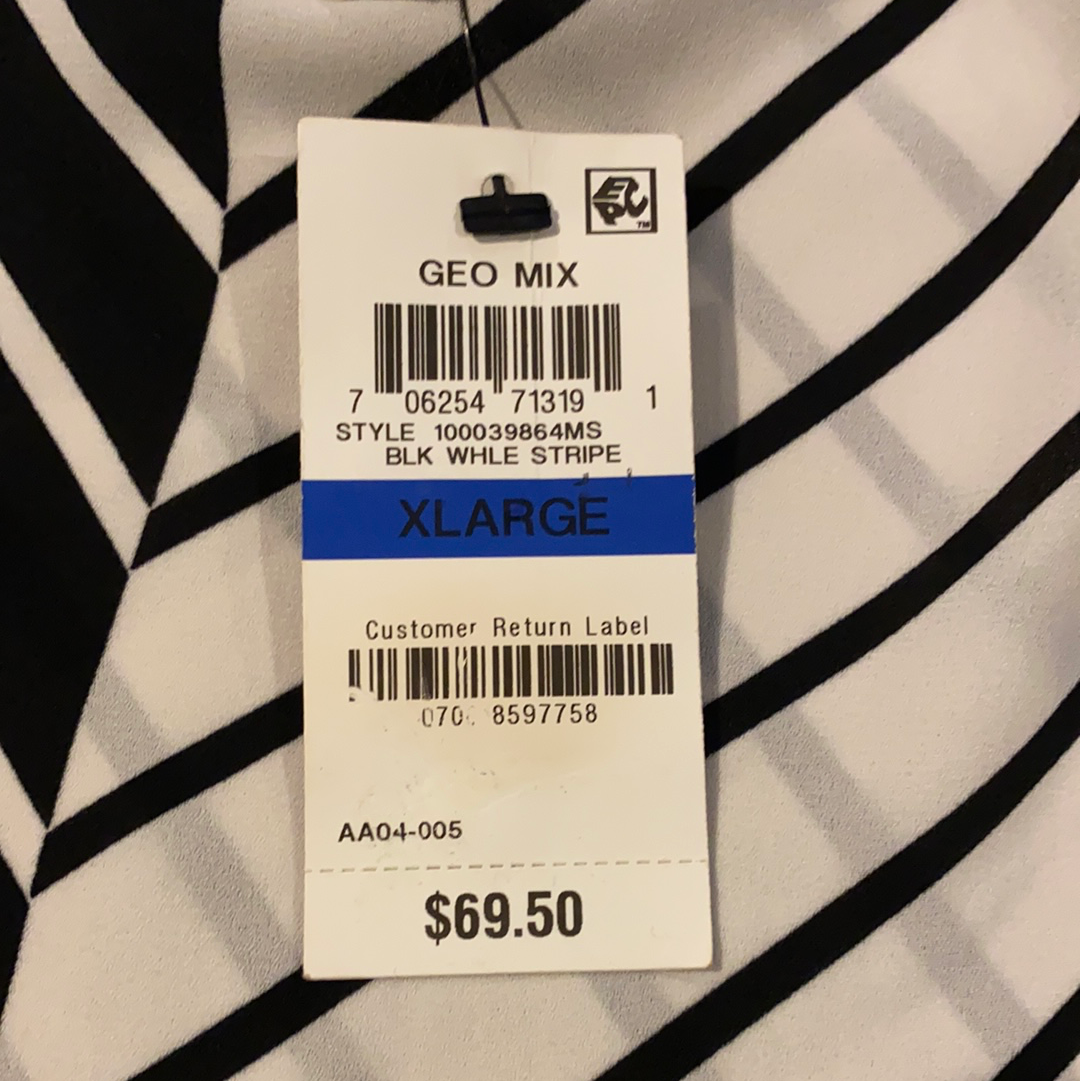 EPC
TM
GEO MIX
7 06254 71319 1
STYLE 100039864MS
BLK WHLE STRIPE
XLARGE
Customer Return Label
8597758
AA04-005
$69.50